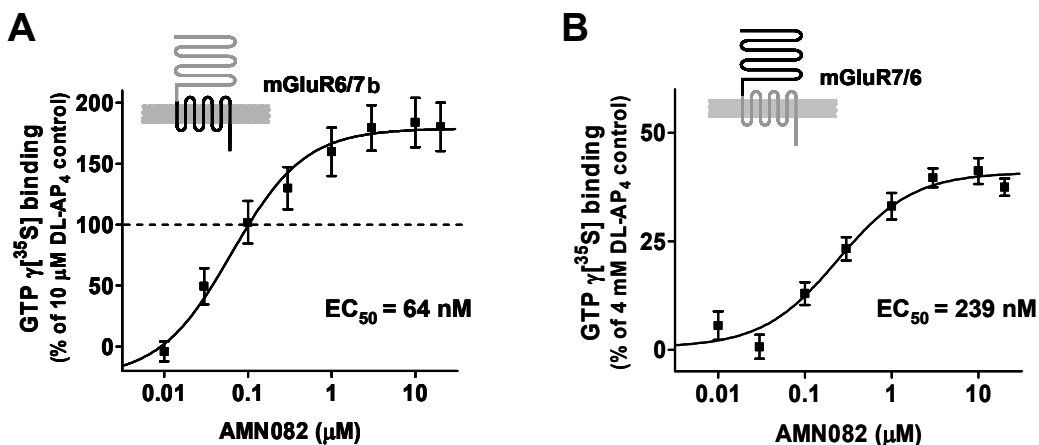 A
mGluR6/7b
GTP γ[³⁵S] binding
(% of 10 μM DL-AP₄ control)
200
150
100
50
0
EC₅₀ = 64 nM
0.01 0.1 1 10
AMN082 (μM)
B
mGluR7/6
GTP γ[³⁵S] binding
(% of 4 mM DL-AP₄ control)
50
25
0
EC₅₀ = 239 nM
0.01 0.1 1 10
AMN082 (μM)